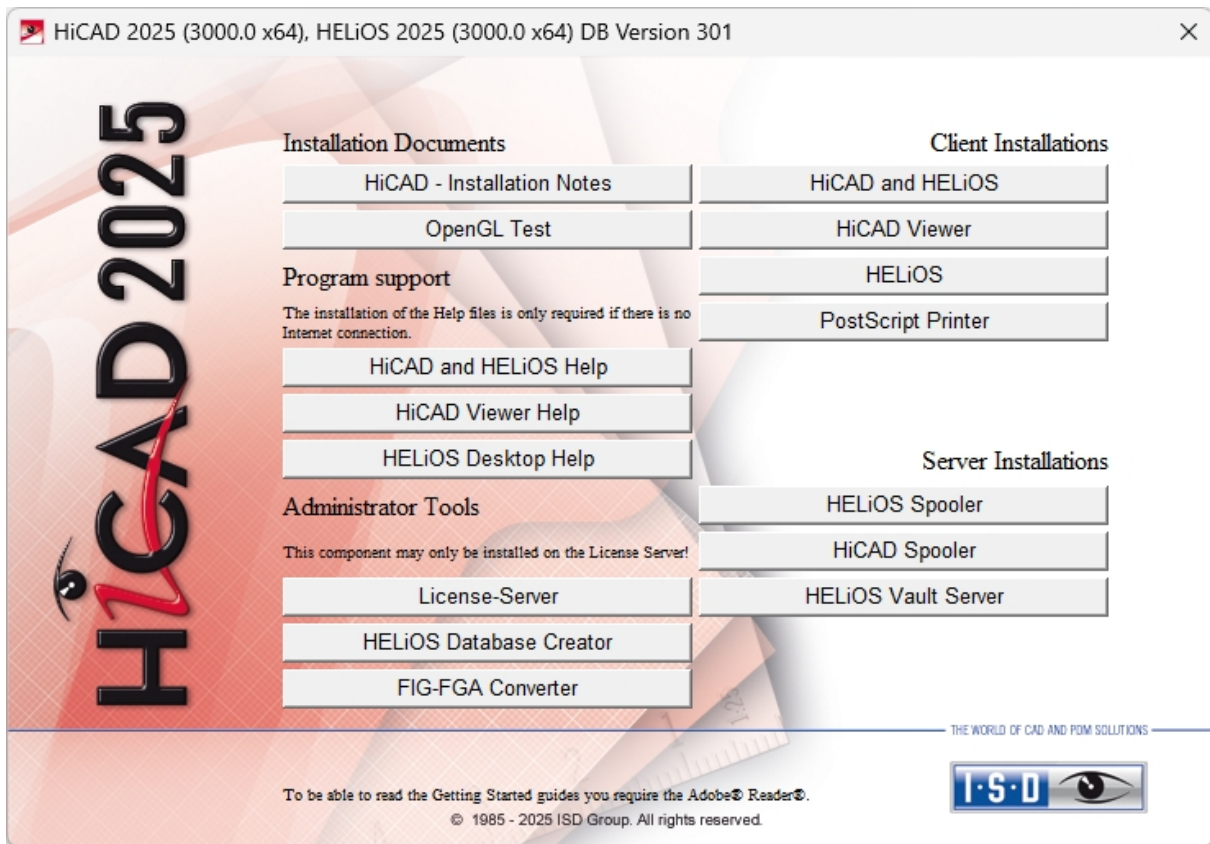 HiCAD 2025 (3000.0 x64), HELiOS 2025 (3000.0 x64) DB Version 301
HiCAD 2025
Installation Documents
HiCAD - Installation Notes
OpenGL Test
Program support
The installation of the Help files is only required if there is no
Internet connection.
HiCAD and HELiOS Help
HiCAD Viewer Help
HELiOS Desktop Help
Administrator Tools
This component may only be installed on the License Server!
License-Server
HELiOS Database Creator
FIG-FGA Converter
Client Installations
HiCAD and HELiOS
HiCAD Viewer
HELiOS
PostScript Printer
Server Installations
HELiOS Spooler
HiCAD Spooler
HELiOS Vault Server
1:25
1
THE WORLD OF CAD AND PDM SOLUTIONS
I·S·D
To be able to read the Getting Started guides you require the Adobe® Reader®.
© 1985 - 2025 ISD Group. All rights reserved.